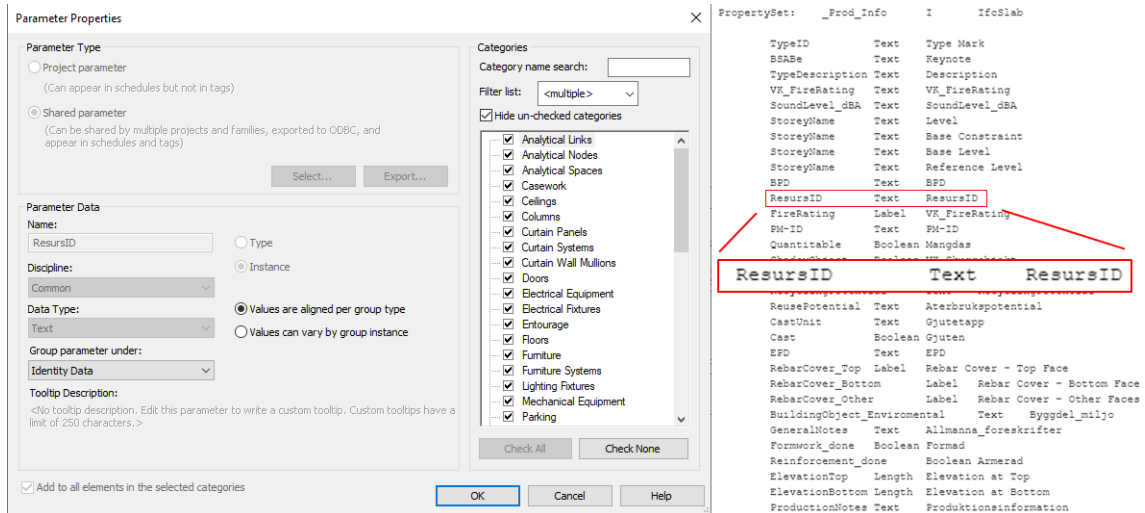 Parameter Properties
Parameter Type
Project parameter
(Can appear in schedules but not in tags)
Shared parameter
(Can be shared by multiple projects and families, exported to ODBC, and
appear in schedules and tags)
Select...
Export...
Parameter Data
Name:
ResursID
Type
Discipline:
Instance
Common
Data Type:
Values are aligned per group type
Text
Values can vary by group instance
Group parameter under:
Identity Data
Tooltip Description:
<No tooltip description. Edit this parameter to write a custom tooltip. Custom tooltips have a
limit of 250 characters.>
Add to all elements in the selected categories
Categories
Category name search:
Filter list:
<multiple>
Hide un-checked categories
Analytical Links
Analytical Nodes
Analytical Spaces
Casework
Ceilings
Columns
Curtain Panels
Curtain Systems
Curtain Wall Mullions
Doors
Electrical Equipment
Electrical Fixtures
Entourage
Floors
Furniture
Furniture Systems
Lighting Fixtures
Mechanical Equipment
Parking
Check All
Check None
OK
Cancel
Help
PropertySet: _Prod_Info I IfcSlab
TypeID Text Type Mark
BSABe Text Keynote
TypeDescription Text Description
VK_FireRating Text VK_FireRating
SoundLevel_dBA Text SoundLevel_dBA
StoreyName Text Level
StoreyName Text Base Constraint
StoreyName Text Base Level
StoreyName Text Reference Level
BPD Text BPD
ResursID Text ResursID
FireRating Label VK_FireRating
PM-ID Text PM-ID
Quantitable Boolean Mangdas
ResursID Text ResursID
ReusePotential Text Aterbrukspotential
CastUnit Text Gjutetapp
Cast Boolean Gjuten
EPD Text EPD
RebarCover_Top Label Rebar Cover - Top Face
RebarCover_Bottom Label Rebar Cover - Bottom Face
RebarCover_Other Label Rebar Cover - Other Faces
BuildingObject_Enviromental Text Byggdel_miljo
GeneralNotes Text Allmanna_foreskrifter
Formwork_done Boolean Formad
Reinforcement_done Boolean Armerad
ElevationTop Length Elevation at Top
ElevationBottom Length Elevation at Bottom
ProductionNotes Text Produktionsinformation